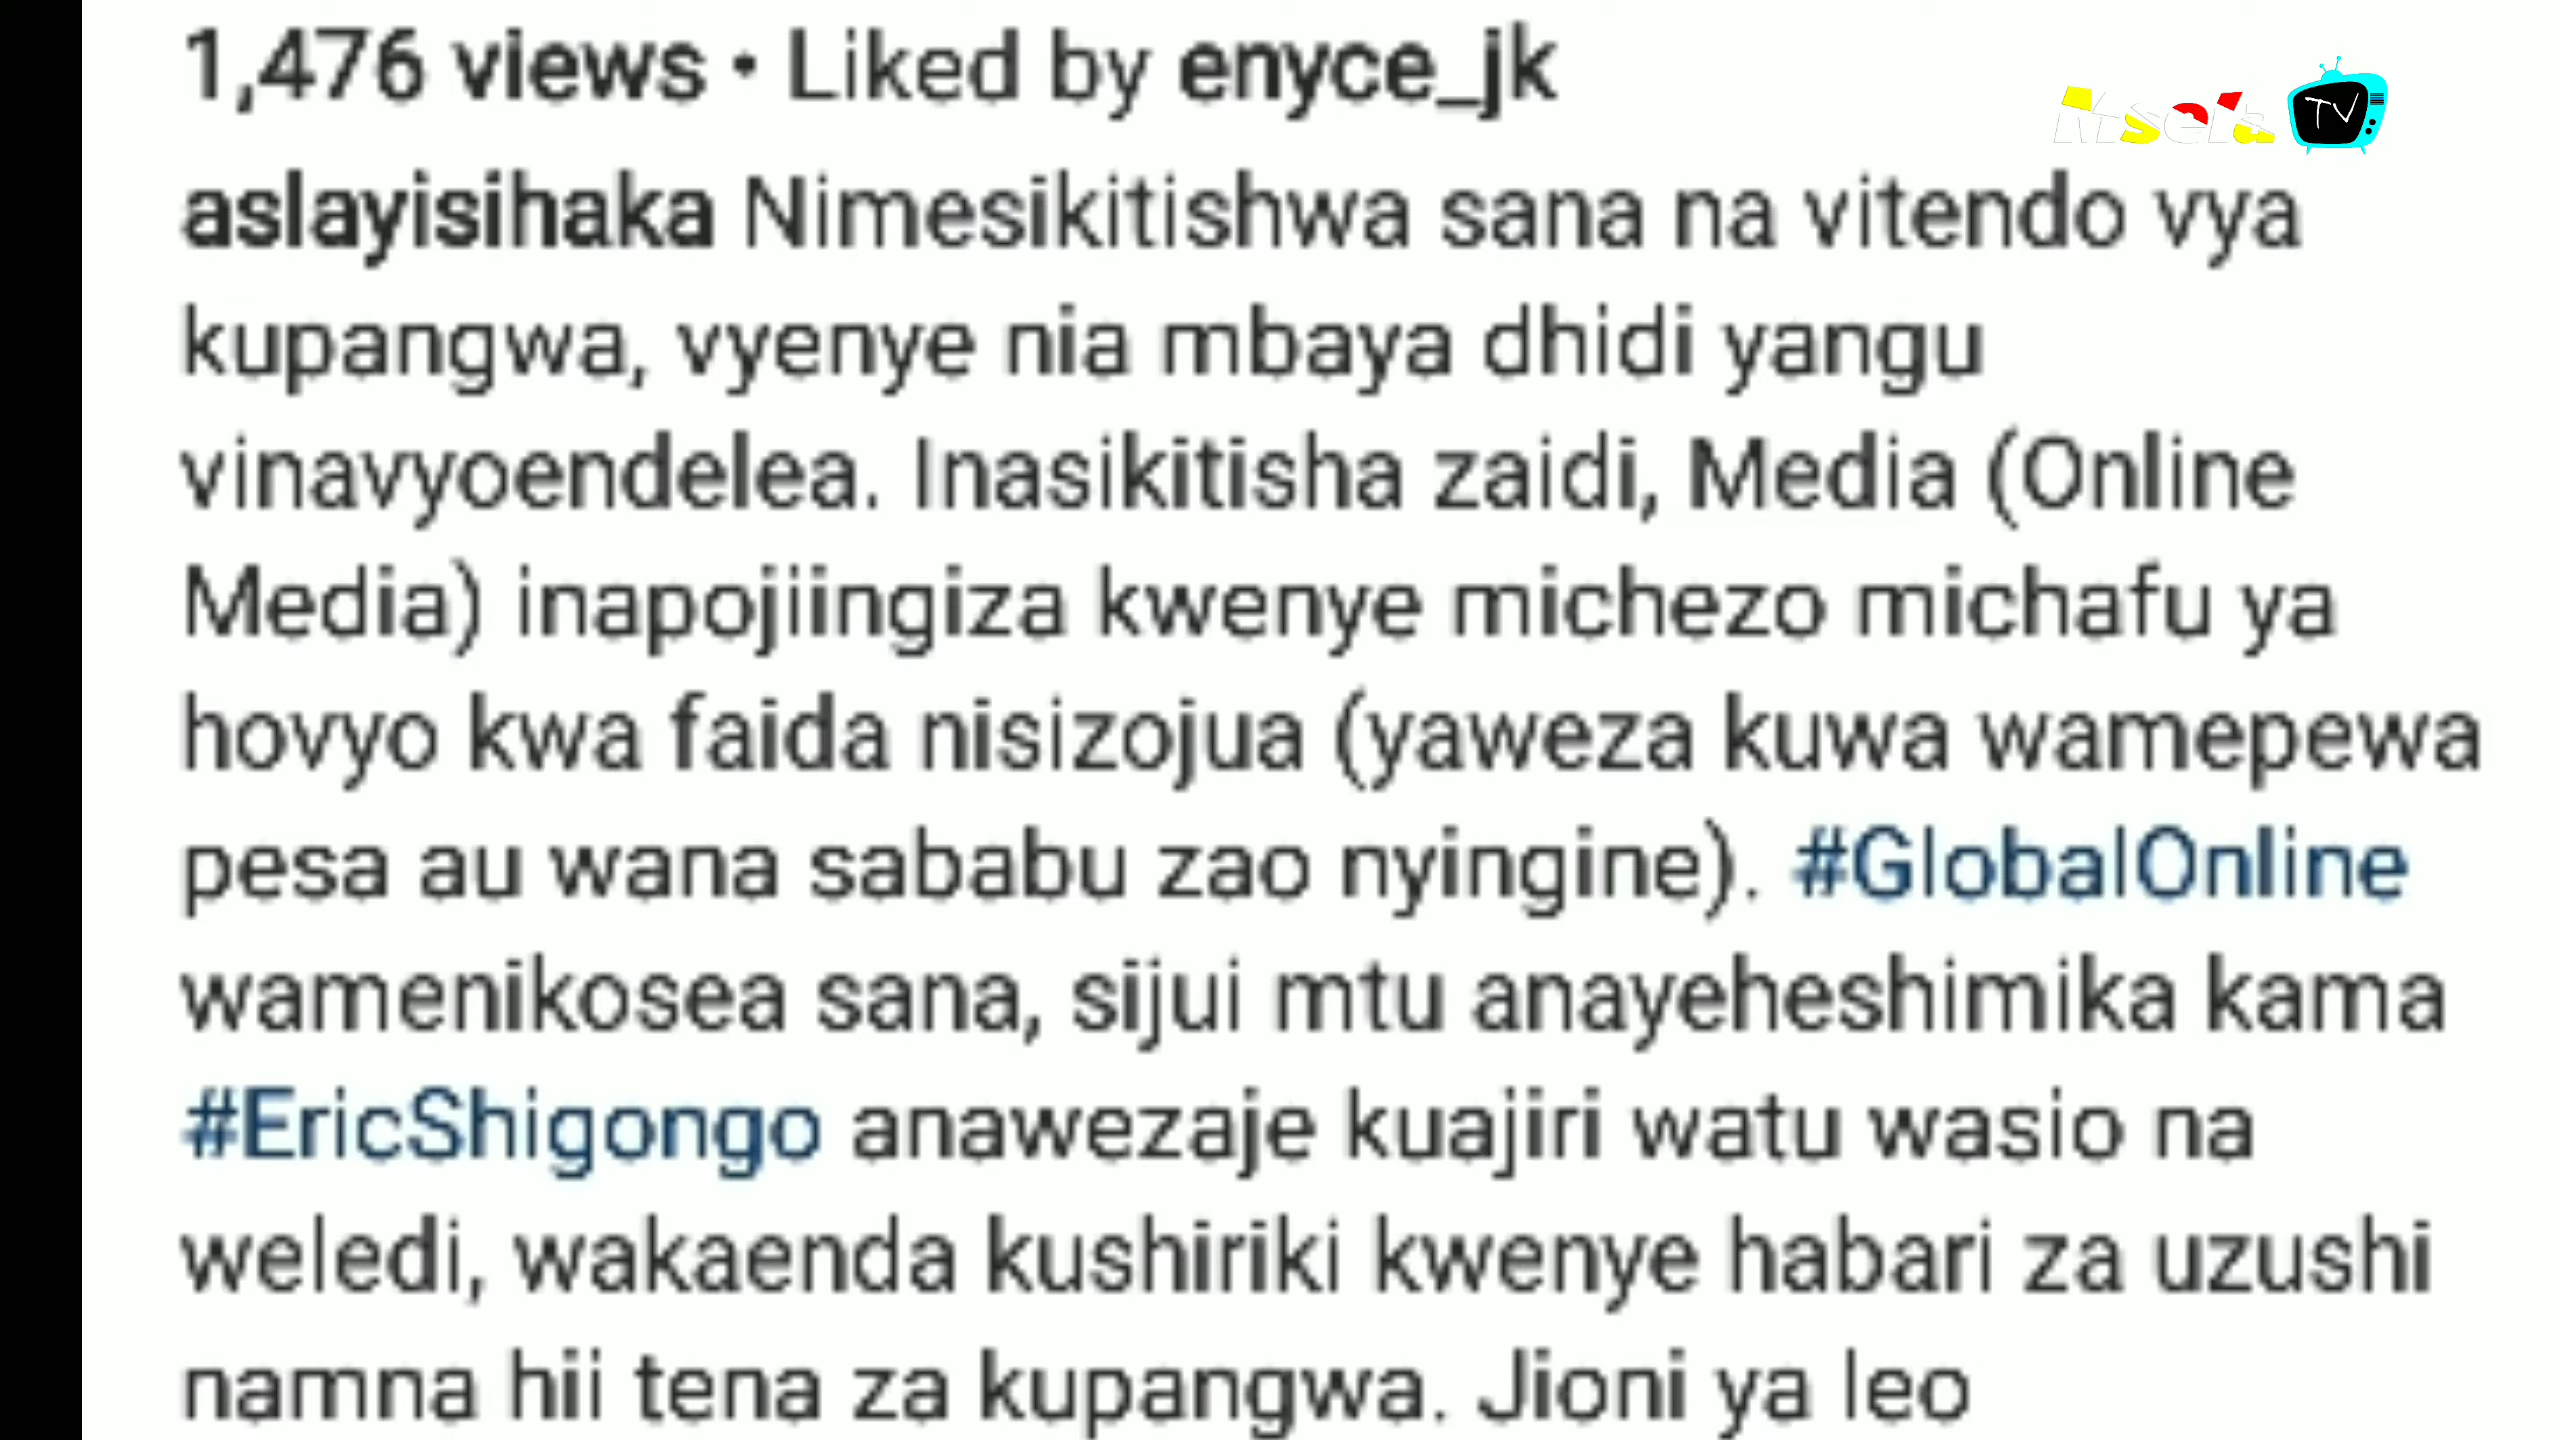 1,476 views • Liked by enyce_jk
aslayisihaka Nimesikitishwa sana na vitendo vya
kupangwa, vyenye nia mbaya dhidi yangu
vinavyoendelea. Inasikitisha zaidi, Media (Online
Media) inapojiingiza kwenye michezo michafu ya
hovyo kwa faida nisizojua (yaweza kuwa wamepewa
pesa au wana sababu zao nyingine). #GlobalOnline
wamenikosea sana, sijui mtu anayeheshimika kama
#EricShigongo anawezaje kuajiri watu wasio na
weledi, wakaenda kushiriki kwenye habari za uzushi
namna hii tena za kupangwa. Jioni ya leo
TV